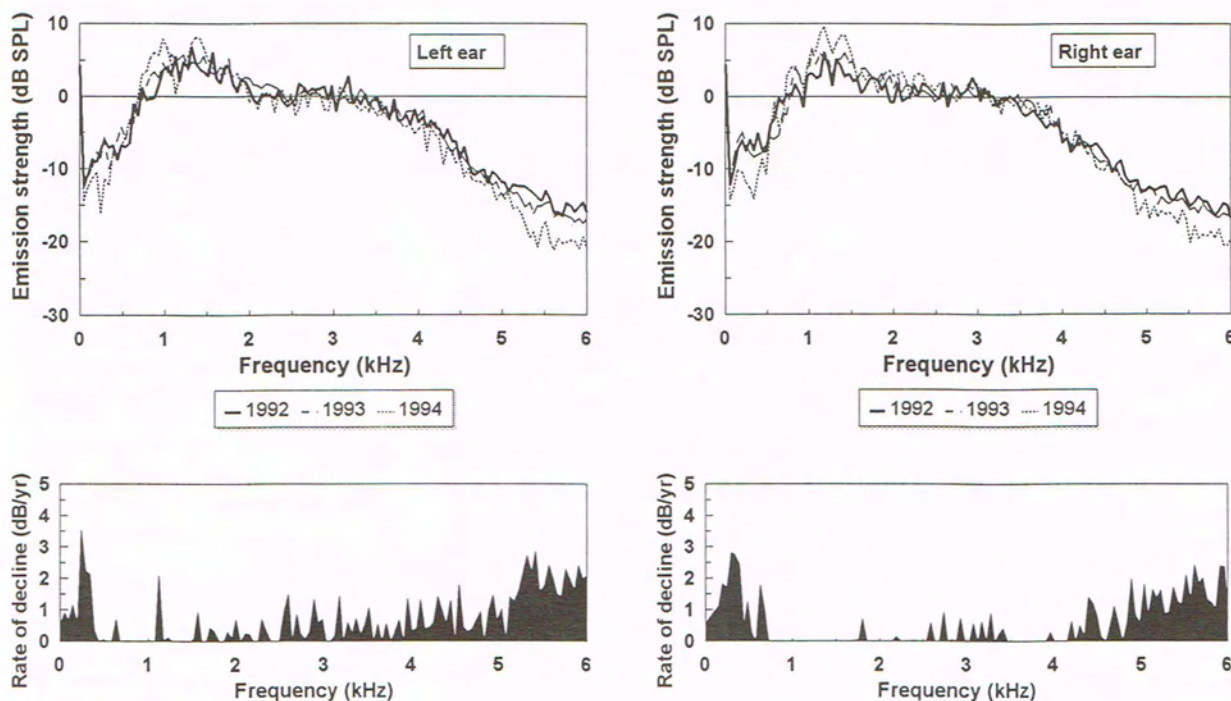 Emission strength (dB SPL)
10
0
-10
-20
-30
Left ear
0 1 2 3 4 5 6
Frequency (kHz)
1992 1993 1994
Emission strength (dB SPL)
10
0
-10
-20
-30
Right ear
0 1 2 3 4 5 6
Frequency (kHz)
1992 1993 1994
Rate of decline (dB/yr)
5
4
3
2
1
0
0 1 2 3 4 5 6
Frequency (kHz)
Rate of decline (dB/yr)
5
4
3
2
1
0
0 1 2 3 4 5 6
Frequency (kHz)